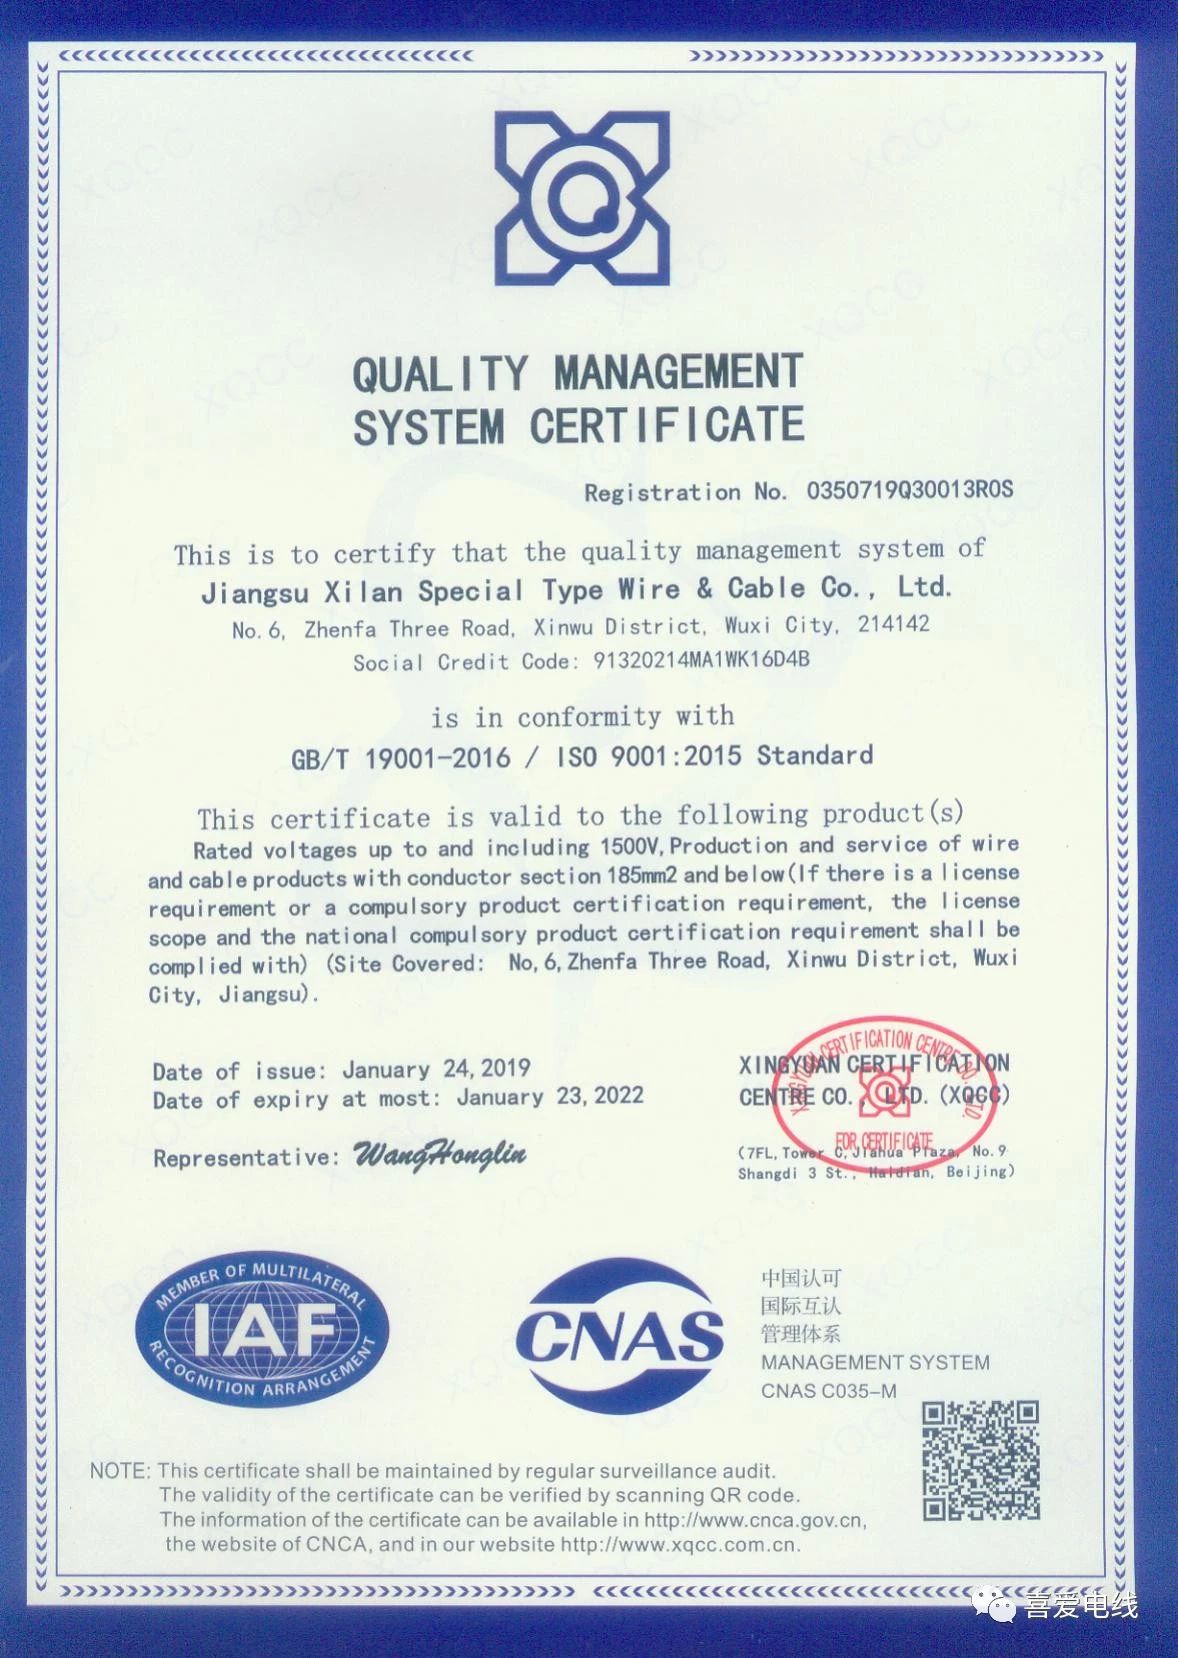 QUALITY MANAGEMENT
SYSTEM CERTIFICATE
Registration No. 0350719Q30013R0S
This is to certify that the quality management system of
Jiangsu Xilan Special Type Wire & Cable Co., Ltd.
No.6, Zhenfa Three Road, Xinwu District, Wuxi City, 214142
Social Credit Code: 91320214MA1WK16D4B
is in conformity with
GB/T 19001-2016 / ISO 9001:2015 Standard
This certificate is valid to the following product(s)
Rated voltages up to and including 1500V,Production and service of wire
and cable products with conductor section 185mm2 and below(If there is a license
requirement or a compulsory product certification requirement, the license
scope and the national compulsory product certification requirement shall be
complied with) (Site Covered: No,6,Zhenfa Three Road, Xinwu District, Wuxi
City, Jiangsu).
Date of issue: January 24,2019
Date of expiry at most: January 23,2022
Representative: WangHonglin
XINGYUAN CERTIFICATION
CENTRE CO., LTD. (XQCC)
(7FL,Tower C,Jiahua Plaza, No.9
Shangdi 3 St., Haidian, Beijing)
XINGYUAN CERTIFICATION CENTRE CO., LTD.
FOR CERTIFICATE
MEMBER OF MULTILATERAL
IAF
RECOGNITION ARRANGEMENT
CNAS
中国认可
国际互认
管理体系
MANAGEMENT SYSTEM
CNAS C035-M
NOTE: This certificate shall be maintained by regular surveillance audit.
The validity of the certificate can be verified by scanning QR code.
The information of the certificate can be available in http://www.cnca.gov.cn,
the website of CNCA, and in our website http://www.xqcc.com.cn.
喜爱电线